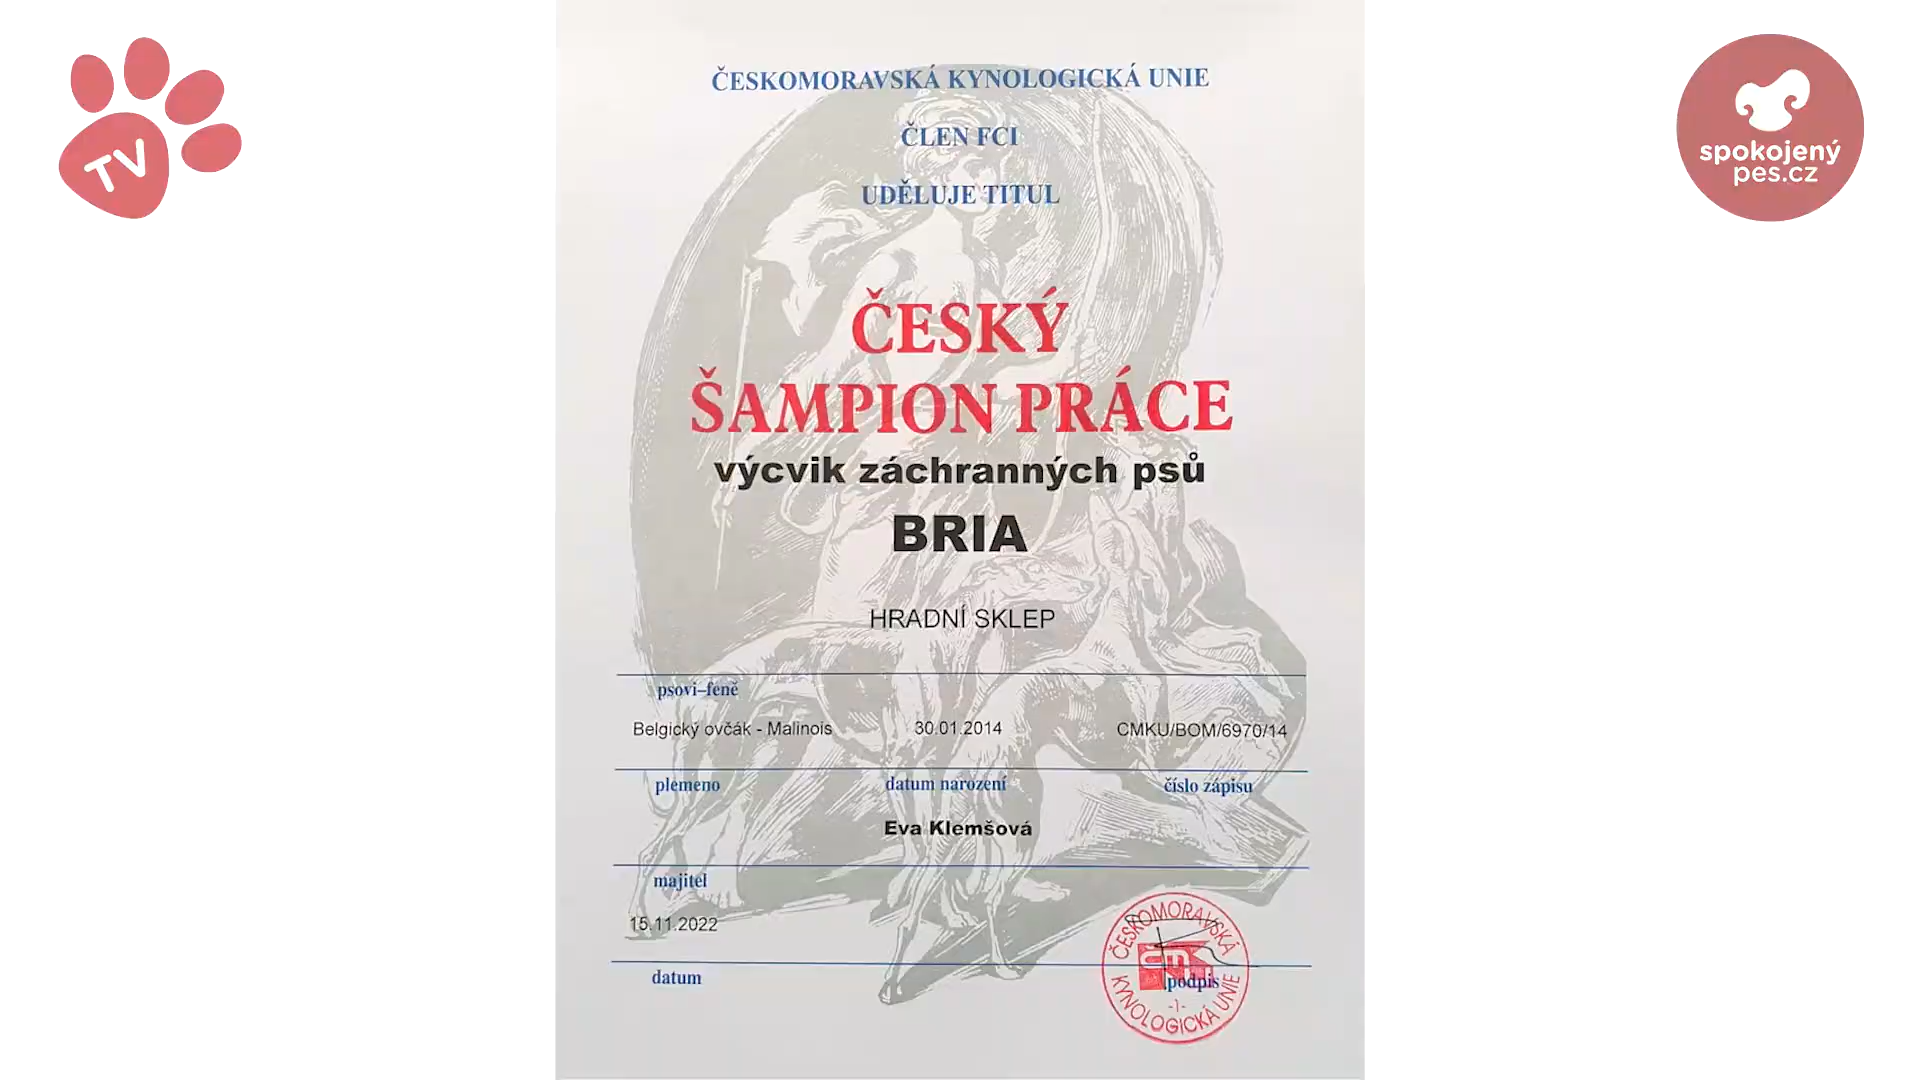 TV
spokojený
pes.cz
ČESKOMORAVSKÁ KYNOLOGICKÁ UNIE
ČLEN FCI
UDĚLUJE TITUL
ČESKÝ
ŠAMPION PRÁCE
výcvik záchranných psů
BRIA
HRADNÍ SKLEP
psovi–feně
Belgický ovčák - Malinois 30.01.2014 CMKU/BOM/6970/14
plemeno datum narození číslo zápisu
Eva Klemšová
majitel
15.11.2022
datum podpis
ČESKOMORAVSKÁ
KYNOLOGICKÁ UNIE
-1-